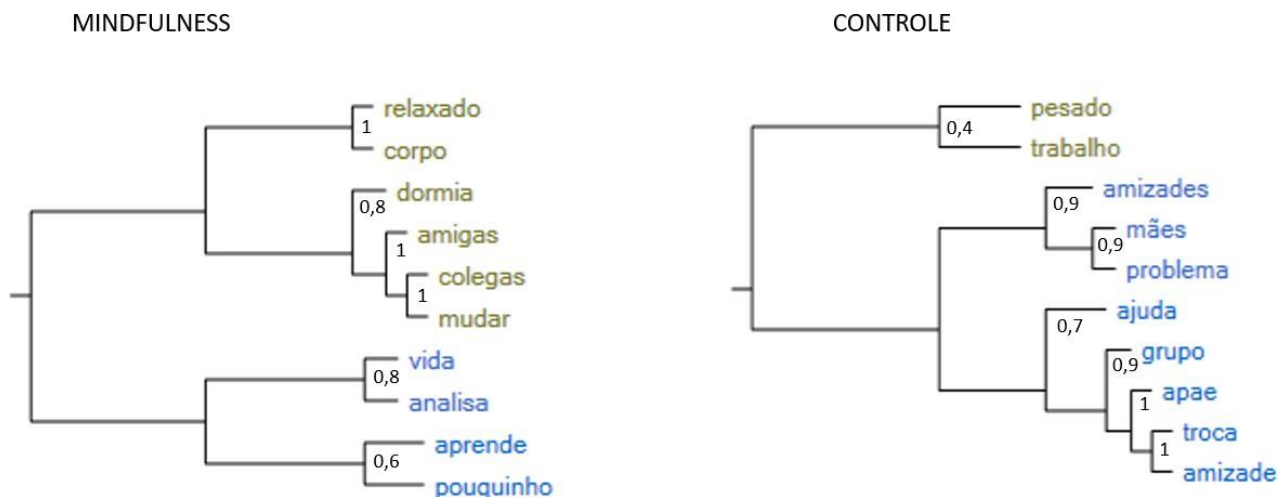 MINDFULNESS
relaxado
1
corpo
dormia
0,8
amigas
1
colegas
1
mudar
vida
0,8
analisa
aprende
0,6
pouquinho
CONTROLE
pesado
0,4
trabalho
amizades
0,9
mães
0,9
problema
ajuda
0,7
grupo
0,9
apae
1
troca
1
amizade